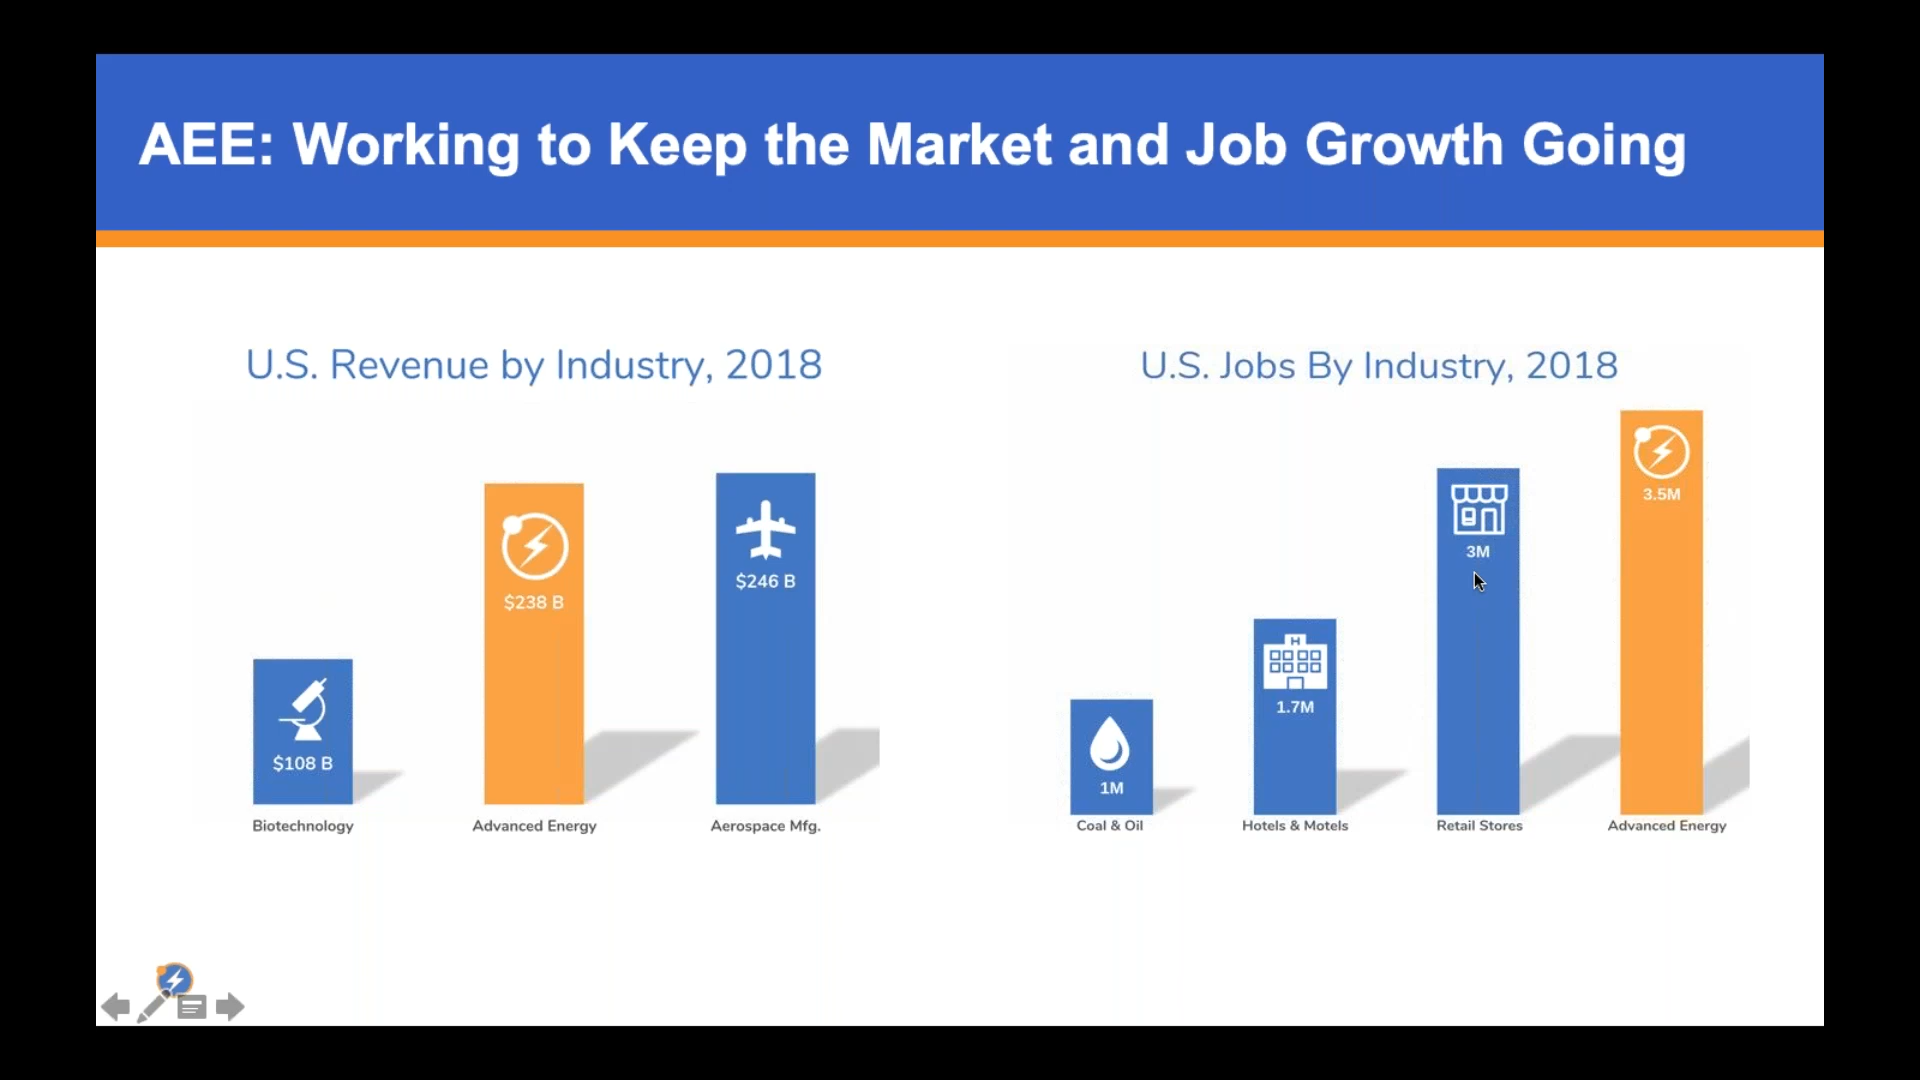 AEE: Working to Keep the Market and Job Growth Going
U.S. Revenue by Industry, 2018
$108 B
$238 B
$246 B
Biotechnology
Advanced Energy
Aerospace Mfg.
U.S. Jobs By Industry, 2018
1M
H
1.7M
3M
3.5M
Coal & Oil
Hotels & Motels
Retail Stores
Advanced Energy